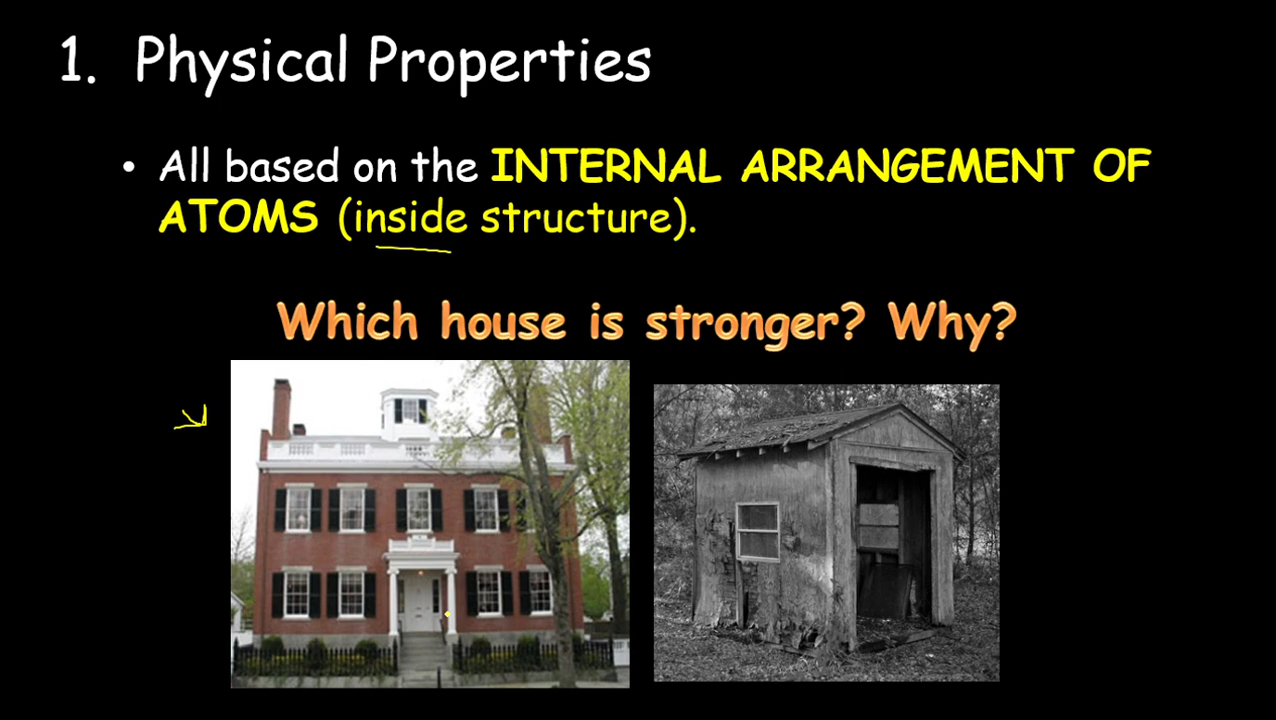 1. Physical Properties
• All based on the INTERNAL ARRANGEMENT OF
ATOMS (inside structure).
Which house is stronger? Why?